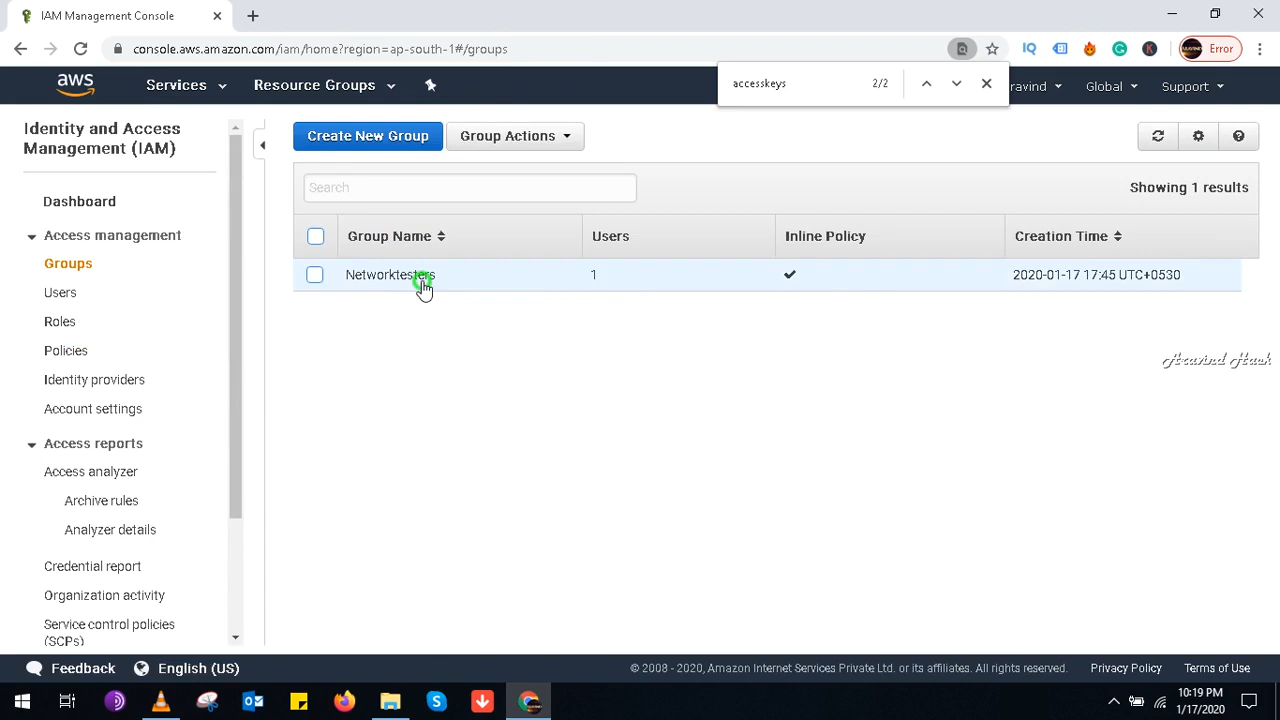 IAM Management Console
console.aws.amazon.com/iam/home?region=ap-south-1#/groups
Error
accesskeys 2/2
aws Services Resource Groups ravind Global Support
Identity and Access
Management (IAM)
Dashboard
Access management
Groups
Users
Roles
Policies
Identity providers
Account settings
Access reports
Access analyzer
Archive rules
Analyzer details
Credential report
Organization activity
Service control policies
(SCPs)
Create New Group Group Actions
Search
Showing 1 results
Group Name Users Inline Policy Creation Time
Networktesters 1 2020-01-17 17:45 UTC+0530
Aravind Hask
Feedback English (US) © 2008 - 2020, Amazon Internet Services Private Ltd. or its affiliates. All rights reserved. Privacy Policy Terms of Use
10:19 PM
1/17/2020